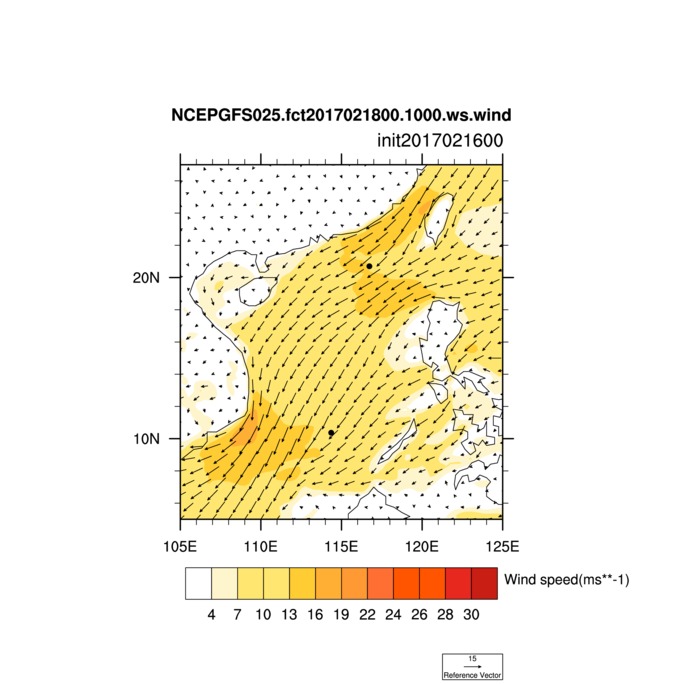 NCEPGFS025.fct2017021800.1000.ws.wind
init2017021600
20N
10N
105E 110E 115E 120E 125E
Wind speed(ms**-1)
4 7 10 13 16 19 22 24 26 28 30
15
Reference Vector